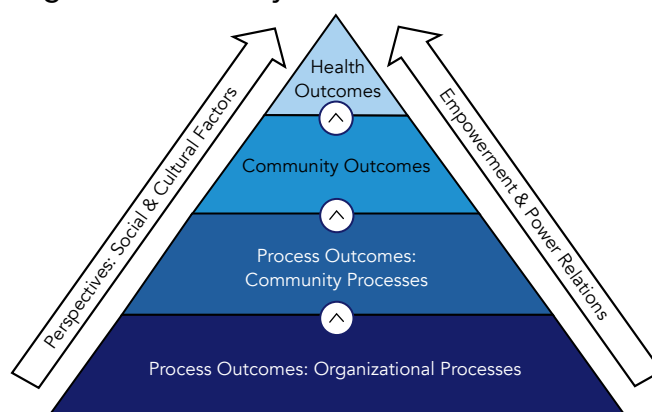 Health
Outcomes
Community Outcomes
Process Outcomes:
Community Processes
Process Outcomes: Organizational Processes
Perspectives: Social & Cultural Factors
Empowerment & Power Relations